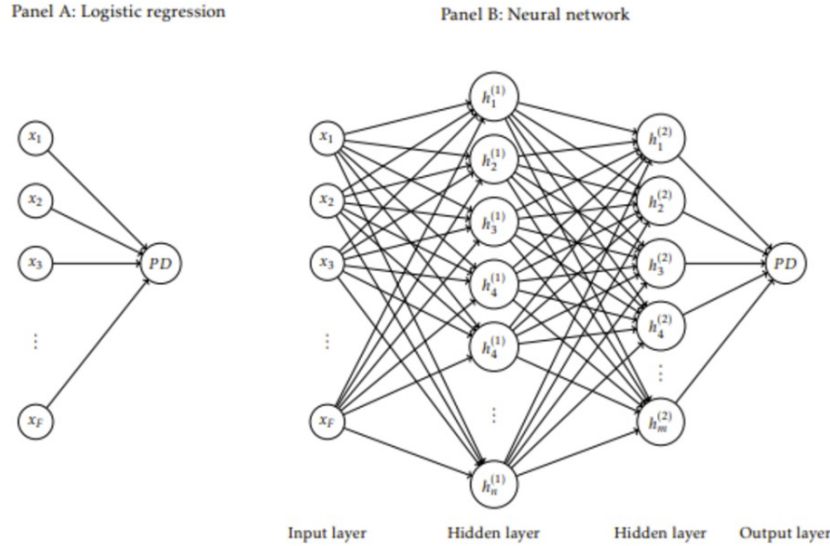 Panel A: Logistic regression
Panel B: Neural network
x₁
x₂
x₃
⋮
x_F
PD
x₁
x₂
x₃
⋮
x_F
h₁⁽¹⁾
h₂⁽¹⁾
h₃⁽¹⁾
h₄⁽¹⁾
h₄⁽¹⁾
⋮
hₙ⁽¹⁾
h₁⁽²⁾
h₂⁽²⁾
h₃⁽²⁾
h₄⁽²⁾
⋮
hₘ⁽²⁾
PD
Input layer
Hidden layer
Hidden layer
Output layer